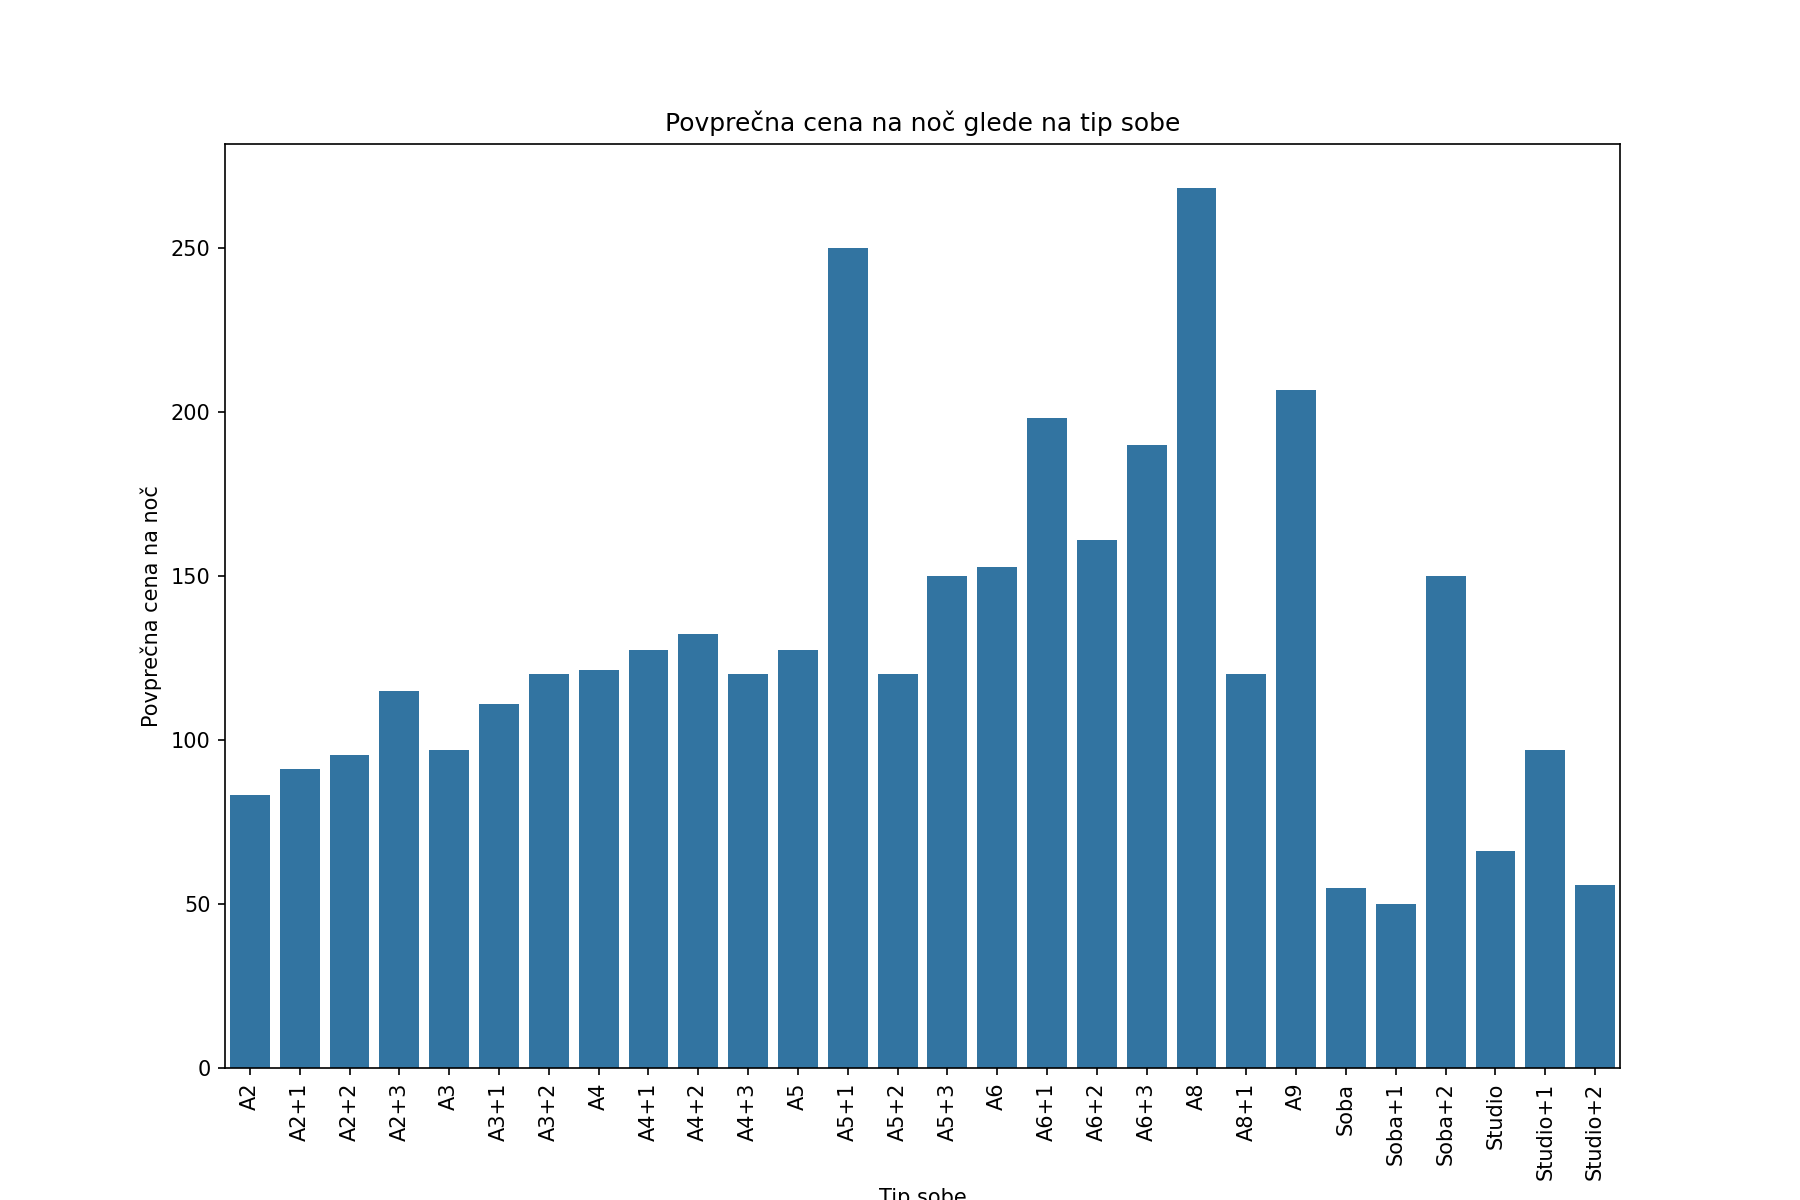 Povprečna cena na noč glede na tip sobe
Povprečna cena na noč
250
200
150
100
50
0
A2
A2+1
A2+2
A2+3
A3
A3+1
A3+2
A4
A4+1
A4+2
A4+3
A5
A5+1
A5+2
A5+3
A6
A6+1
A6+2
A6+3
A8
A8+1
A9
Soba
Soba+1
Soba+2
Studio
Studio+1
Studio+2
Tip sobe